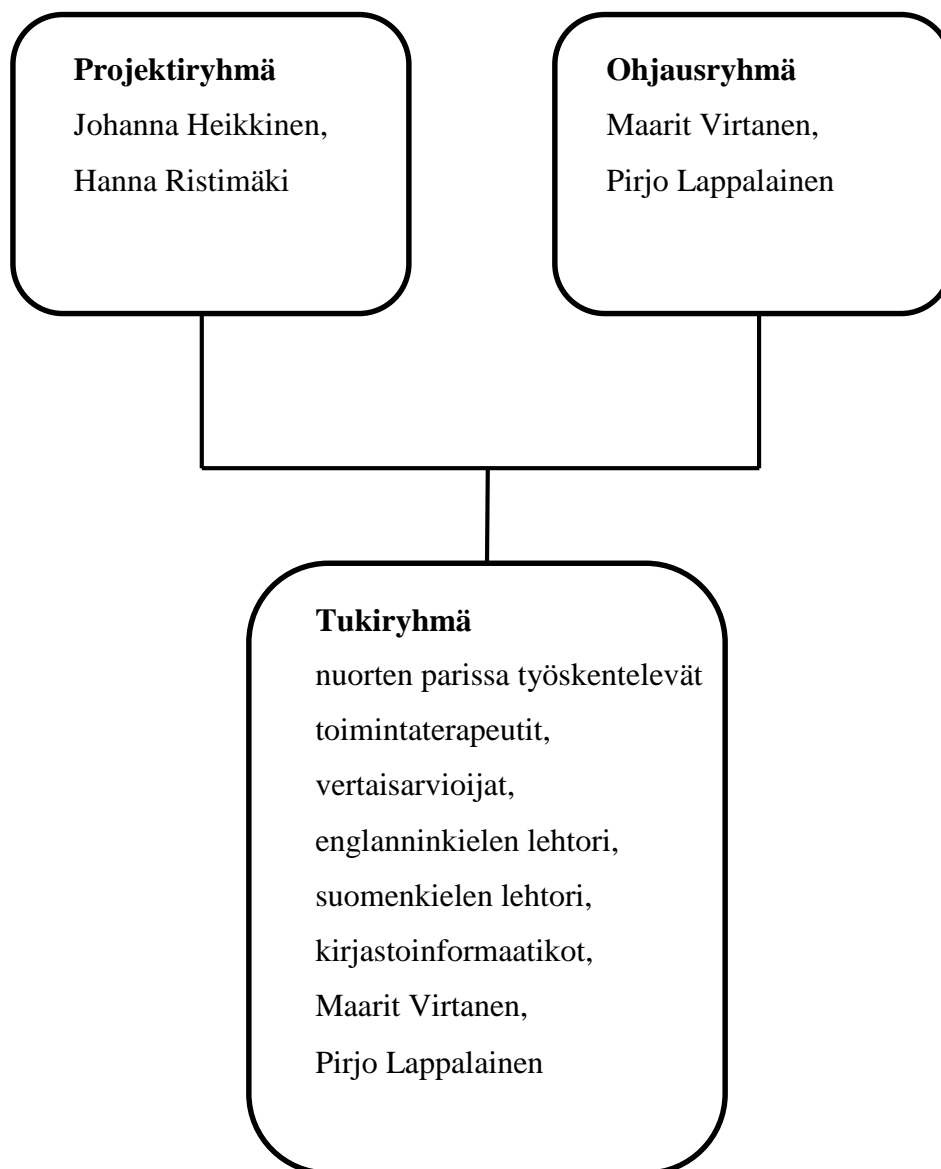 Projektiryhmä
Johanna Heikkinen,
Hanna Ristimäki
Ohjausryhmä
Maarit Virtanen,
Pirjo Lappalainen
Tukiryhmä
nuorten parissa työskentelevät
toimintaterapeutit,
vertaisarvioijat,
englanninkielen lehtori,
suomenkielen lehtori,
kirjastoinformaatikot,
Maarit Virtanen,
Pirjo Lappalainen